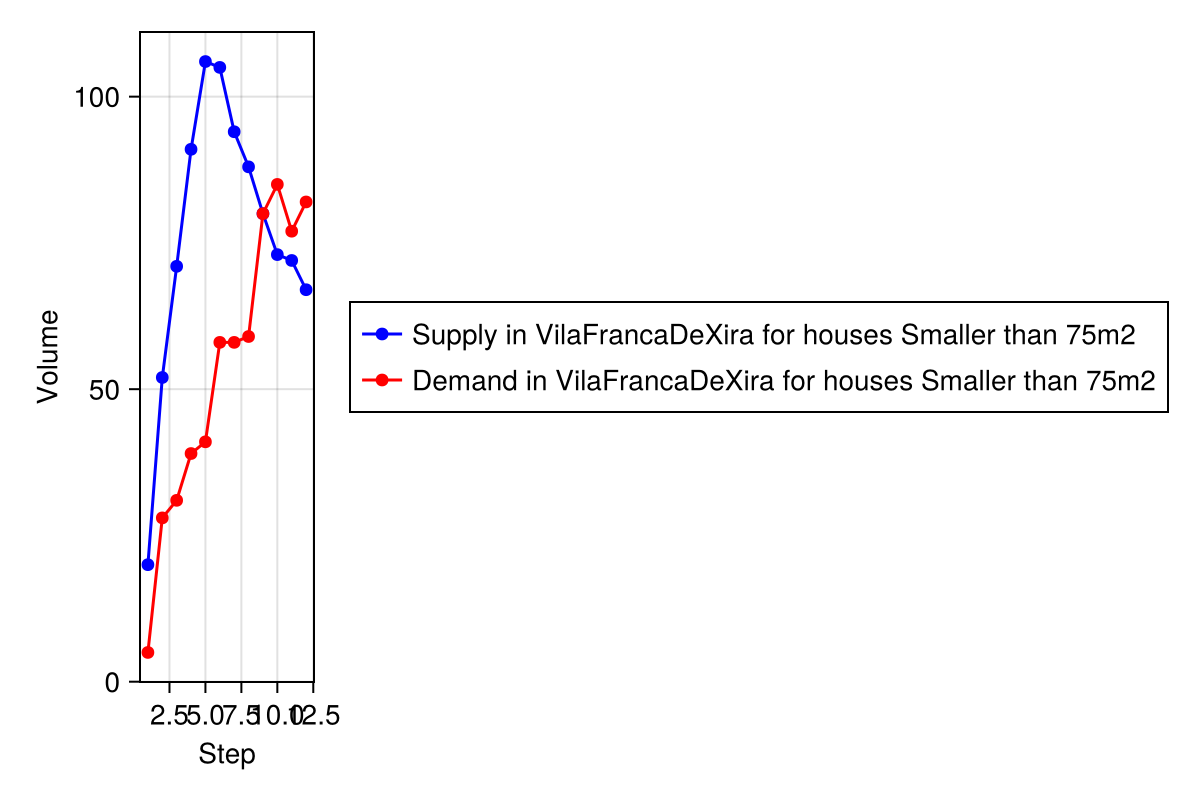 100
50
0
Volume
2.5 5.0 7.5 10.0 12.5
Step
Supply in VilaFrancaDeXira for houses Smaller than 75m2
Demand in VilaFrancaDeXira for houses Smaller than 75m2